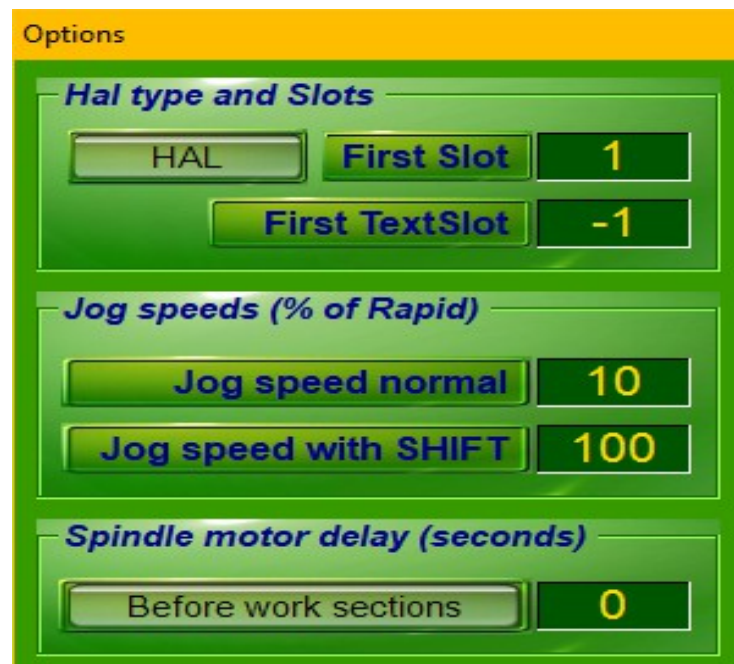 Options
Hal type and Slots
HAL First Slot 1
First TextSlot -1
Jog speeds (% of Rapid)
Jog speed normal 10
Jog speed with SHIFT 100
Spindle motor delay (seconds)
Before work sections 0